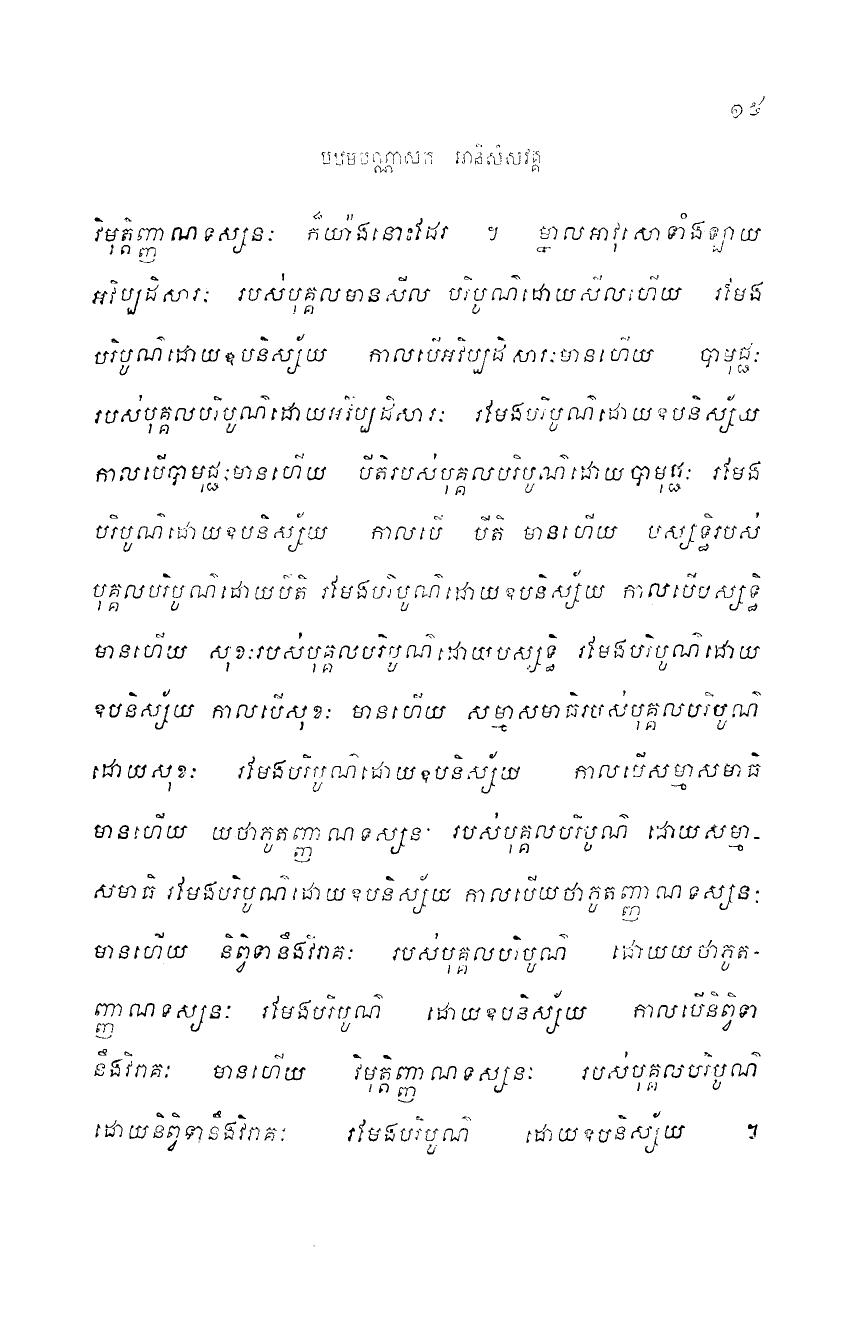 ១៥
បឋមបណ្ណាសក អានិសំសវគ្គ
វិមុត្តិញ្ញាណទស្សនៈ ក៏យ៉ាងនោះដែរ ។ ម្នាលអាវុសោទាំងឡាយ
អវិប្បដិសារៈ របស់បុគ្គលមានសីល បរិបូណ៌ដោយសីលហើយ រមែង
បរិបូណ៌ដោយឧបនិស្ស័យ កាលបើអវិប្បដិសារៈមានហើយ បាមុជ្ជៈ
របស់បុគ្គលបរិបូណ៌ដោយអវិប្បដិសារៈ រមែងបរិបូណ៌ដោយឧបនិស្ស័យ
កាលបើបាមុជ្ជៈមានហើយ បីតិរបស់បុគ្គលបរិបូណ៌ដោយបាមុជ្ជៈ រមែង
បរិបូណ៌ដោយឧបនិស្ស័យ កាលបើ បីតិ មានហើយ បស្សទ្ធិរបស់
បុគ្គលបរិបូណ៌ដោយបីតិ រមែងបរិបូណ៌ដោយឧបនិស្ស័យ កាលបើបស្សទ្ធិ
មានហើយ សុខៈរបស់បុគ្គលបរិបូណ៌ដោយបស្សទ្ធិ រមែងបរិបូណ៌ដោយ
ឧបនិស្ស័យ កាលបើសុខៈ មានហើយ សម្មាសមាធិរបស់បុគ្គលបរិបូណ៌
ដោយសុខៈ រមែងបរិបូណ៌ដោយឧបនិស្ស័យ កាលបើសម្មាសមាធិ
មានហើយ យថាភូតញ្ញាណទស្សនៈ របស់បុគ្គលបរិបូណ៌ ដោយសម្មា-
សមាធិ រមែងបរិបូណ៌ដោយឧបនិស្ស័យ កាលបើយថាភូតញ្ញាណទស្សនៈ
មានហើយ និព្វិទានឹងវិរាគៈ របស់បុគ្គលបរិបូណ៌ ដោយយថាភូត-
ញ្ញាណទស្សនៈ រមែងបរិបូណ៌ ដោយឧបនិស្ស័យ កាលបើនិព្វិទា
នឹងវិរាគៈ មានហើយ វិមុត្តិញ្ញាណទស្សនៈ របស់បុគ្គលបរិបូណ៌
ដោយនិព្វិទានឹងវិរាគៈ រមែងបរិបូណ៌ ដោយឧបនិស្ស័យ ។